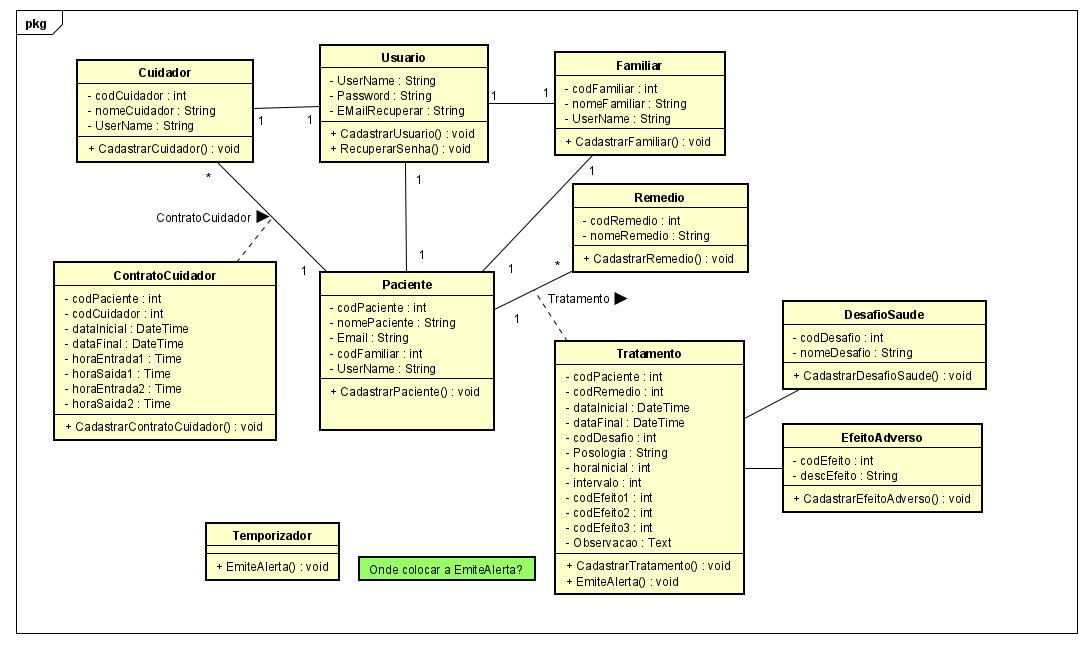 pkg
Cuidador
- codCuidador : int
- nomeCuidador : String
- UserName : String
+ CadastrarCuidador() : void
Usuario
- UserName : String
- Password : String
- EMailRecuperar : String
+ CadastrarUsuario() : void
+ RecuperarSenha() : void
Familiar
- codFamiliar : int
- nomeFamiliar : String
- UserName : String
+ CadastrarFamiliar() : void
1
1
1
1
*
1
1
1
ContratoCuidador
Remedio
- codRemedio : int
- nomeRemedio : String
+ CadastrarRemedio() : void
1
1
*
1
Tratamento
ContratoCuidador
- codPaciente : int
- codCuidador : int
- dataInicial : DateTime
- dataFinal : DateTime
- horaEntrada1 : Time
- horaSaida1 : Time
- horaEntrada2 : Time
- horaSaida2 : Time
+ CadastrarContratoCuidador() : void
Paciente
- codPaciente : int
- nomePaciente : String
- Email : String
- codFamiliar : int
- UserName : String
+ CadastrarPaciente() : void
Tratamento
- codPaciente : int
- codRemedio : int
- dataInicial : DateTime
- dataFinal : DateTime
- codDesafio : int
- Posologia : String
- horaInicial : int
- intervalo : int
- codEfeito1 : int
- codEfeito2 : int
- codEfeito3 : int
- Observacao : Text
+ CadastrarTratamento() : void
+ EmiteAlerta() : void
DesafioSaude
- codDesafio : int
- nomeDesafio : String
+ CadastrarDesafioSaude() : void
EfeitoAdverso
- codEfeito : int
- descEfeito : String
+ CadastrarEfeitoAdverso() : void
Temporizador
+ EmiteAlerta() : void
Onde colocar a EmiteAlerta?